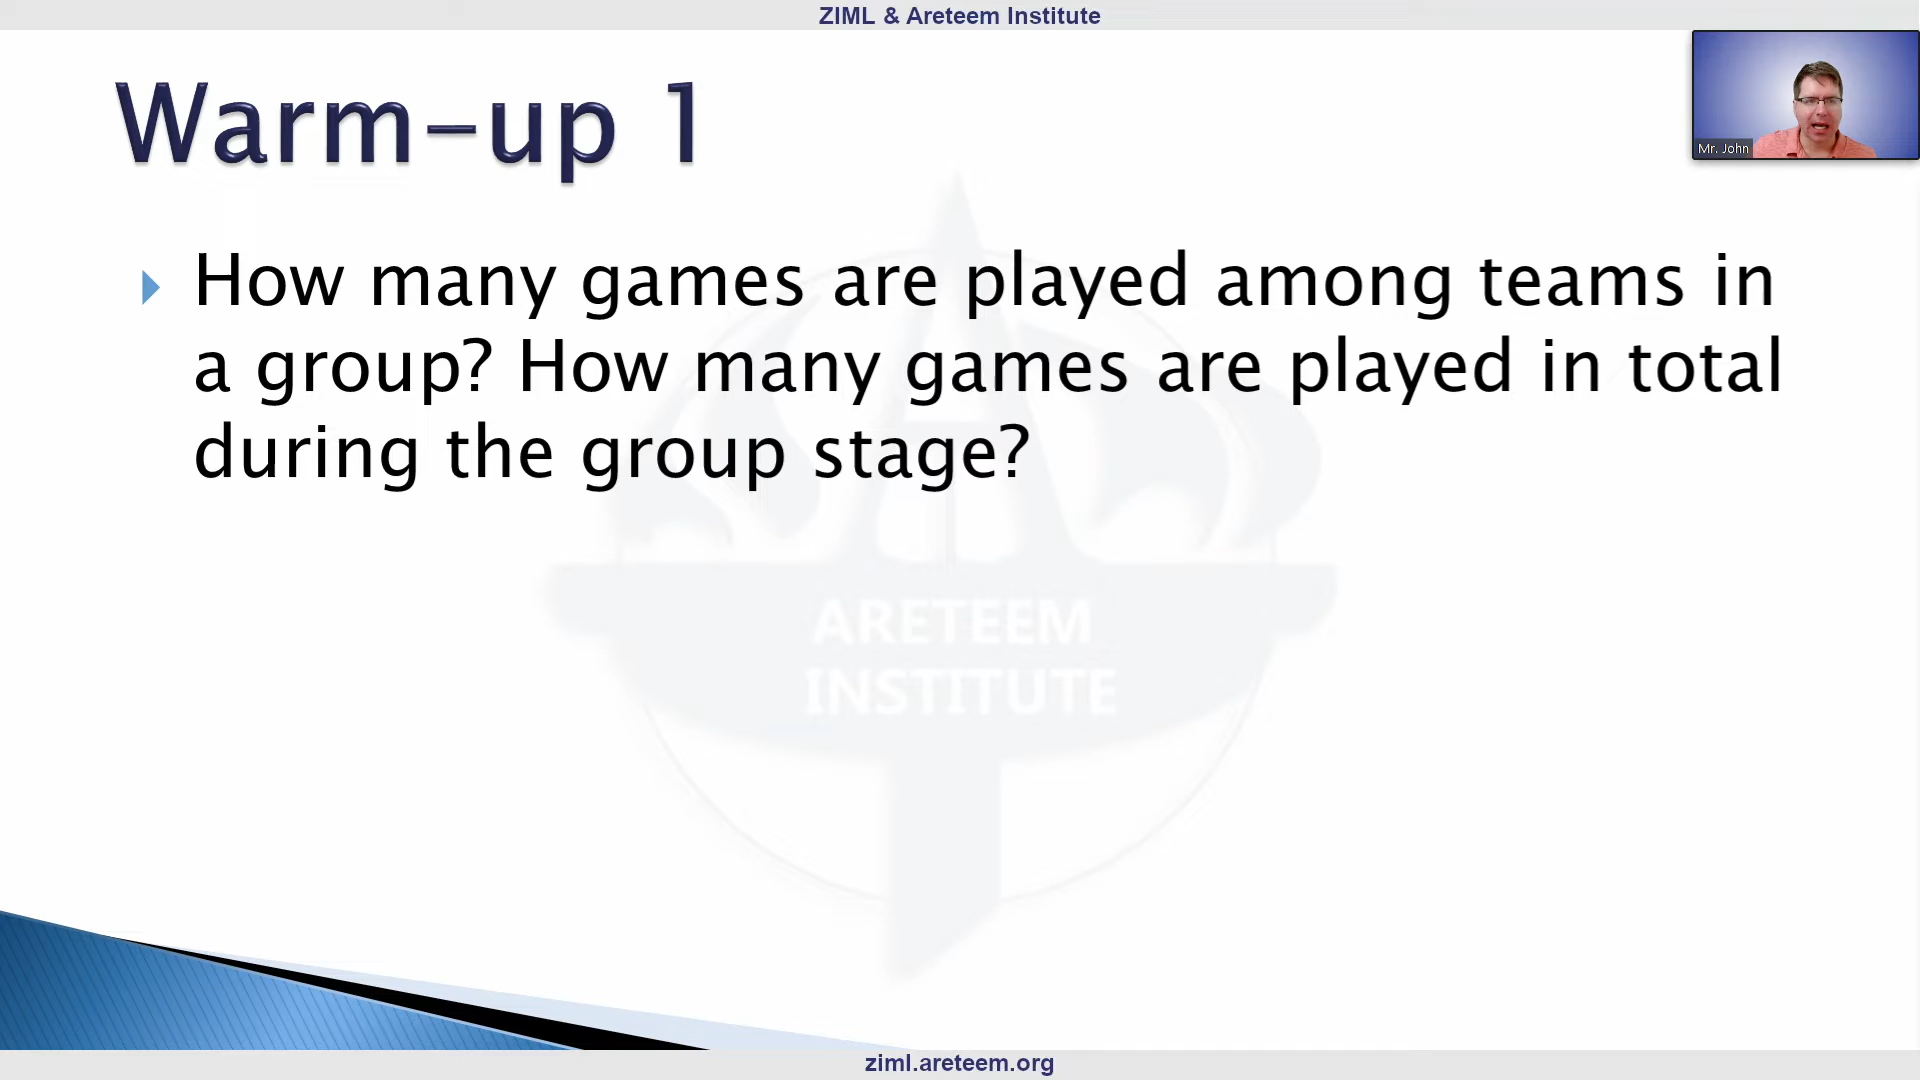 ZIML & Areteem Institute
Warm-up 1
Mr. John
How many games are played among teams in
a group? How many games are played in total
during the group stage?
ARETEEM
INSTITUTE
ziml.areteem.org